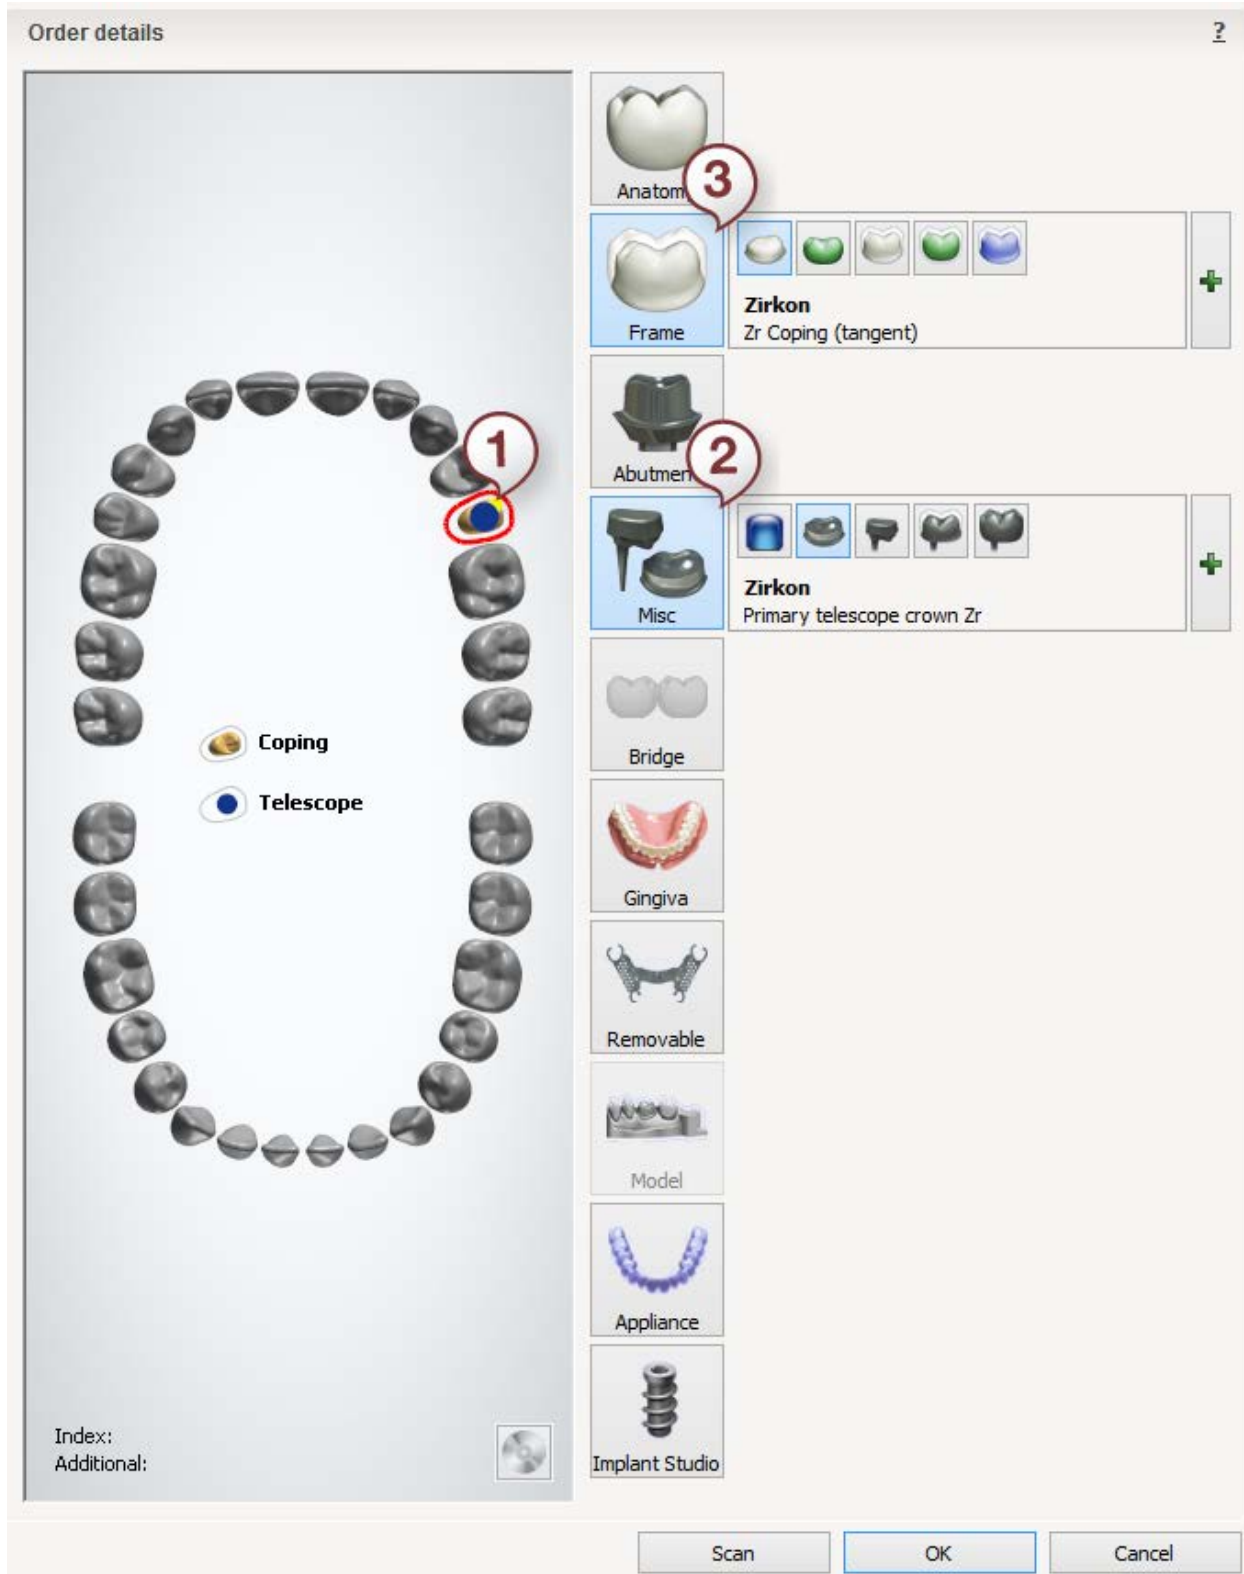 Order details
?
Anatom
3
Frame
Zirkon
Zr Coping (tangent)
1
Abutmen
2
Misc
Zirkon
Primary telescope crown Zr
Coping
Telescope
Bridge
Gingiva
Removable
Model
Appliance
Implant Studio
Index:
Additional:
Scan
OK
Cancel